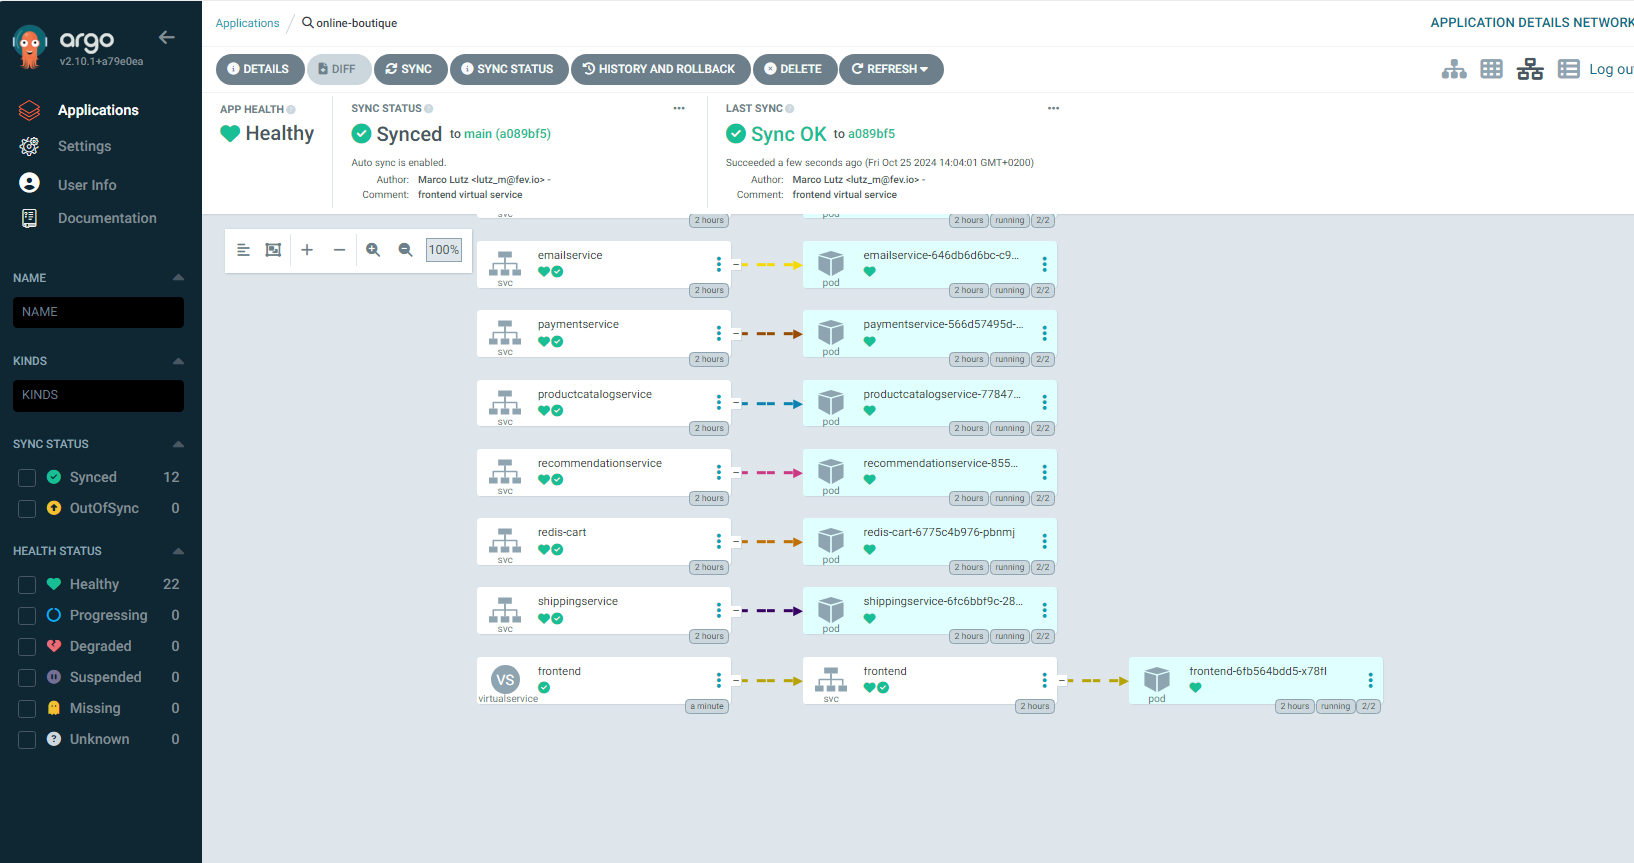 argo
v2.10.1+a79e0ea
Applications
Settings
User Info
Documentation
NAME
NAME
KINDS
KINDS
SYNC STATUS
Synced 12
OutOfSync 0
HEALTH STATUS
Healthy 22
Progressing 0
Degraded 0
Suspended 0
Missing 0
Unknown 0
Applications / online-boutique
APPLICATION DETAILS NETWORK
DETAILS DIFF SYNC SYNC STATUS HISTORY AND ROLLBACK DELETE REFRESH
Log ou
APP HEALTH
Healthy
SYNC STATUS
Synced to main (a089bf5)
Auto sync is enabled.
Author: Marco Lutz <lutz_m@fev.io> -
Comment: frontend virtual service
LAST SYNC
Sync OK to a089bf5
Succeeded a few seconds ago (Fri Oct 25 2024 14:04:01 GMT+0200)
Author: Marco Lutz <lutz_m@fev.io> -
Comment: frontend virtual service
100%
svc 2 hours pod 2 hours running 2/2
emailservice
svc
2 hours
emailservice-646db6d6bc-c9...
pod
2 hours running 2/2
paymentservice
svc
2 hours
paymentservice-566d57495d-...
pod
2 hours running 2/2
productcatalogservice
svc
2 hours
productcatalogservice-77847...
pod
2 hours running 2/2
recommendationservice
svc
2 hours
recommendationservice-855...
pod
2 hours running 2/2
redis-cart
svc
2 hours
redis-cart-6775c4b976-pbnmj
pod
2 hours running 2/2
shippingservice
svc
2 hours
shippingservice-6fc6bbf9c-28...
pod
2 hours running 2/2
VS
frontend
virtualservice
a minute
frontend
svc
2 hours
frontend-6fb564bdd5-x78fl
pod
2 hours running 2/2